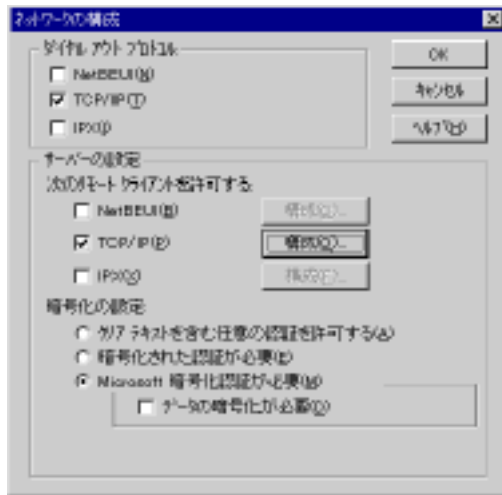 ネットワークの構成
ダイヤル アウト プロトコル
NetBEUI(N)
TCP/IP(T)
IPX(I)
OK
キャンセル
ヘルプ(H)
サーバーの設定
次のリモート クライアントを許可する:
NetBEUI(B)
構成(O)...
TCP/IP(P)
構成(O)...
IPX(X)
構成(F)...
暗号化の設定:
クリア テキストを含む任意の認証を許可する(A)
暗号化された認証が必要(E)
Microsoft 暗号化認証が必要(M)
データの暗号化が必要(D)